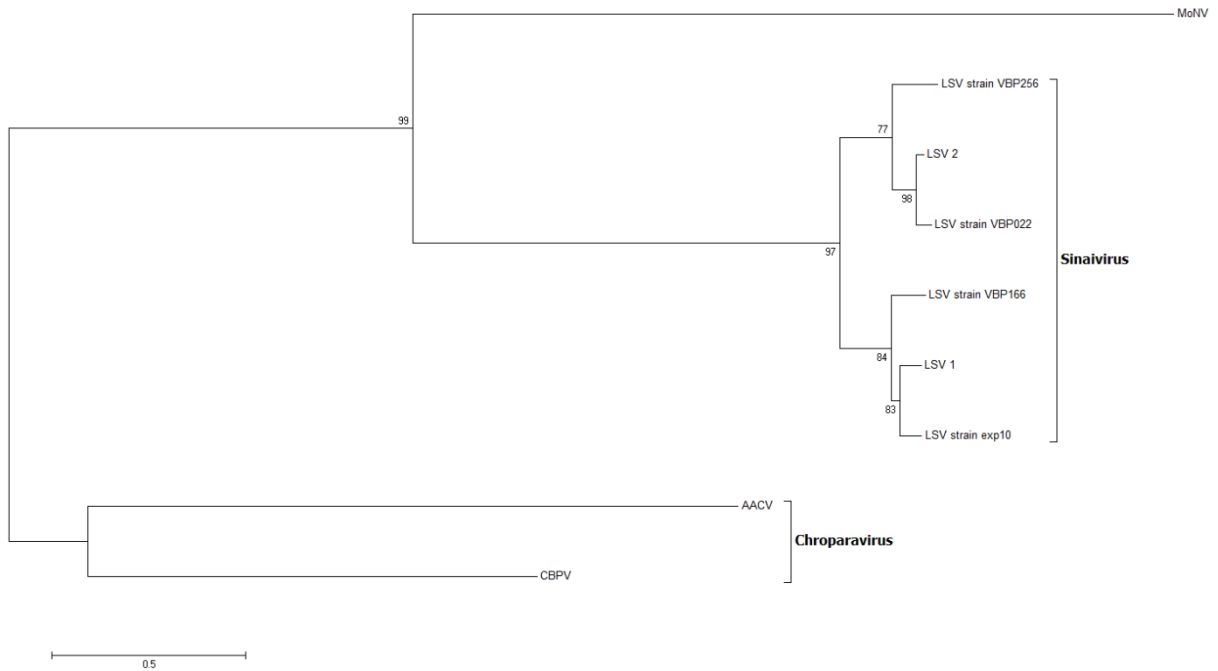 MoNV
LSV strain VBP256
99
77
LSV 2
98
LSV strain VBP022
97
Sinaivirus
LSV strain VBP166
84
LSV 1
83
LSV strain exp10
AACV
Chroparavirus
CBPV
0.5